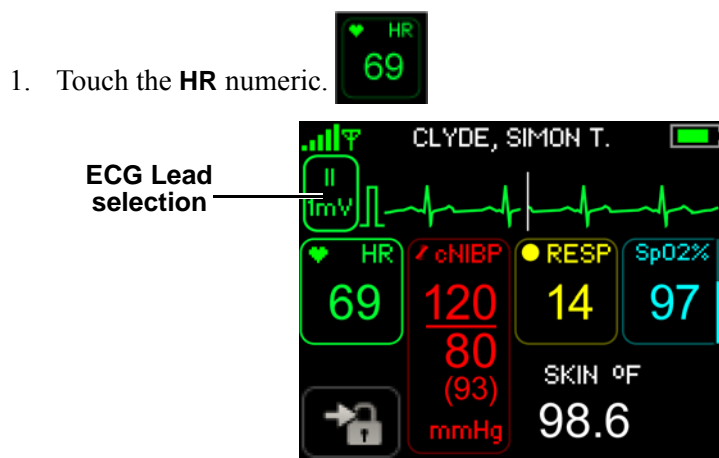 1. Touch the HR numeric.
HR
69
CLYDE, SIMON T.
ECG Lead
selection
II
1mV
HR
69
cNIBP
120
80
(93)
mmHg
RESP
14
SpO2%
97
SKIN ºF
98.6